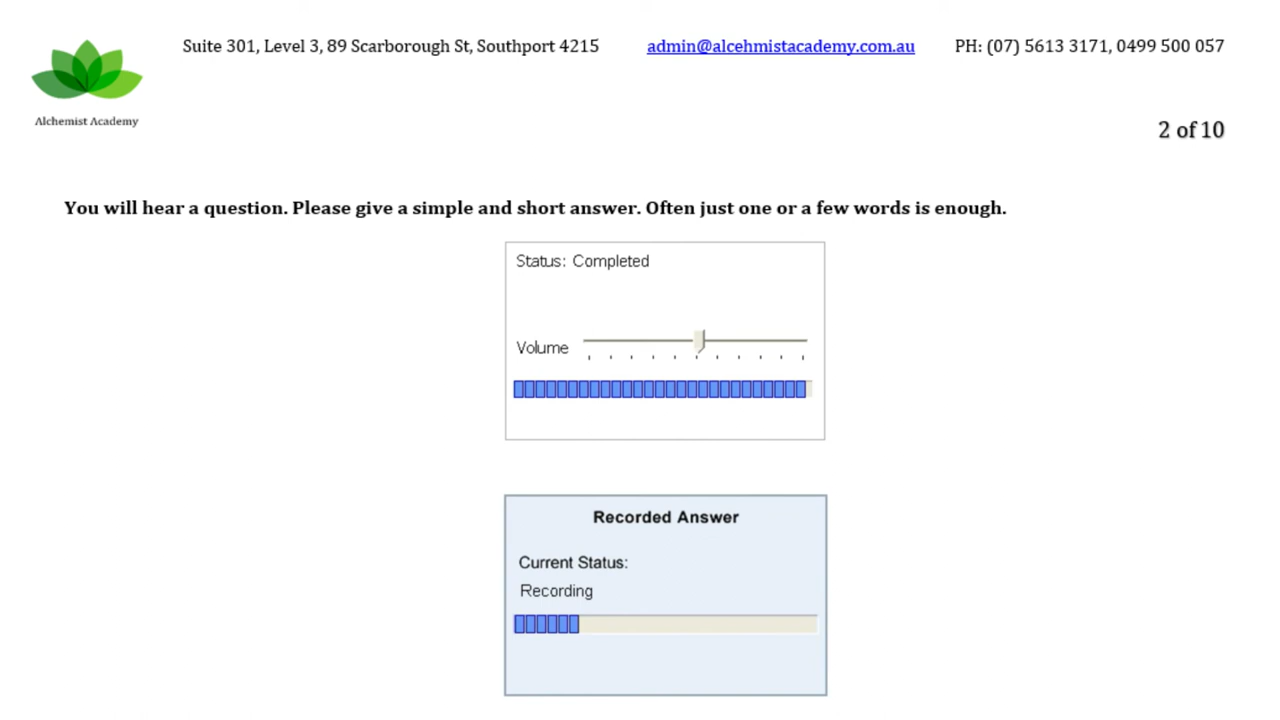 Suite 301, Level 3, 89 Scarborough St, Southport 4215 admin@alcehmistacademy.com.au PH: (07) 5613 3171, 0499 500 057
Alchemist Academy
2 of 10
You will hear a question. Please give a simple and short answer. Often just one or a few words is enough.
Status: Completed
Volume
Recorded Answer
Current Status:
Recording